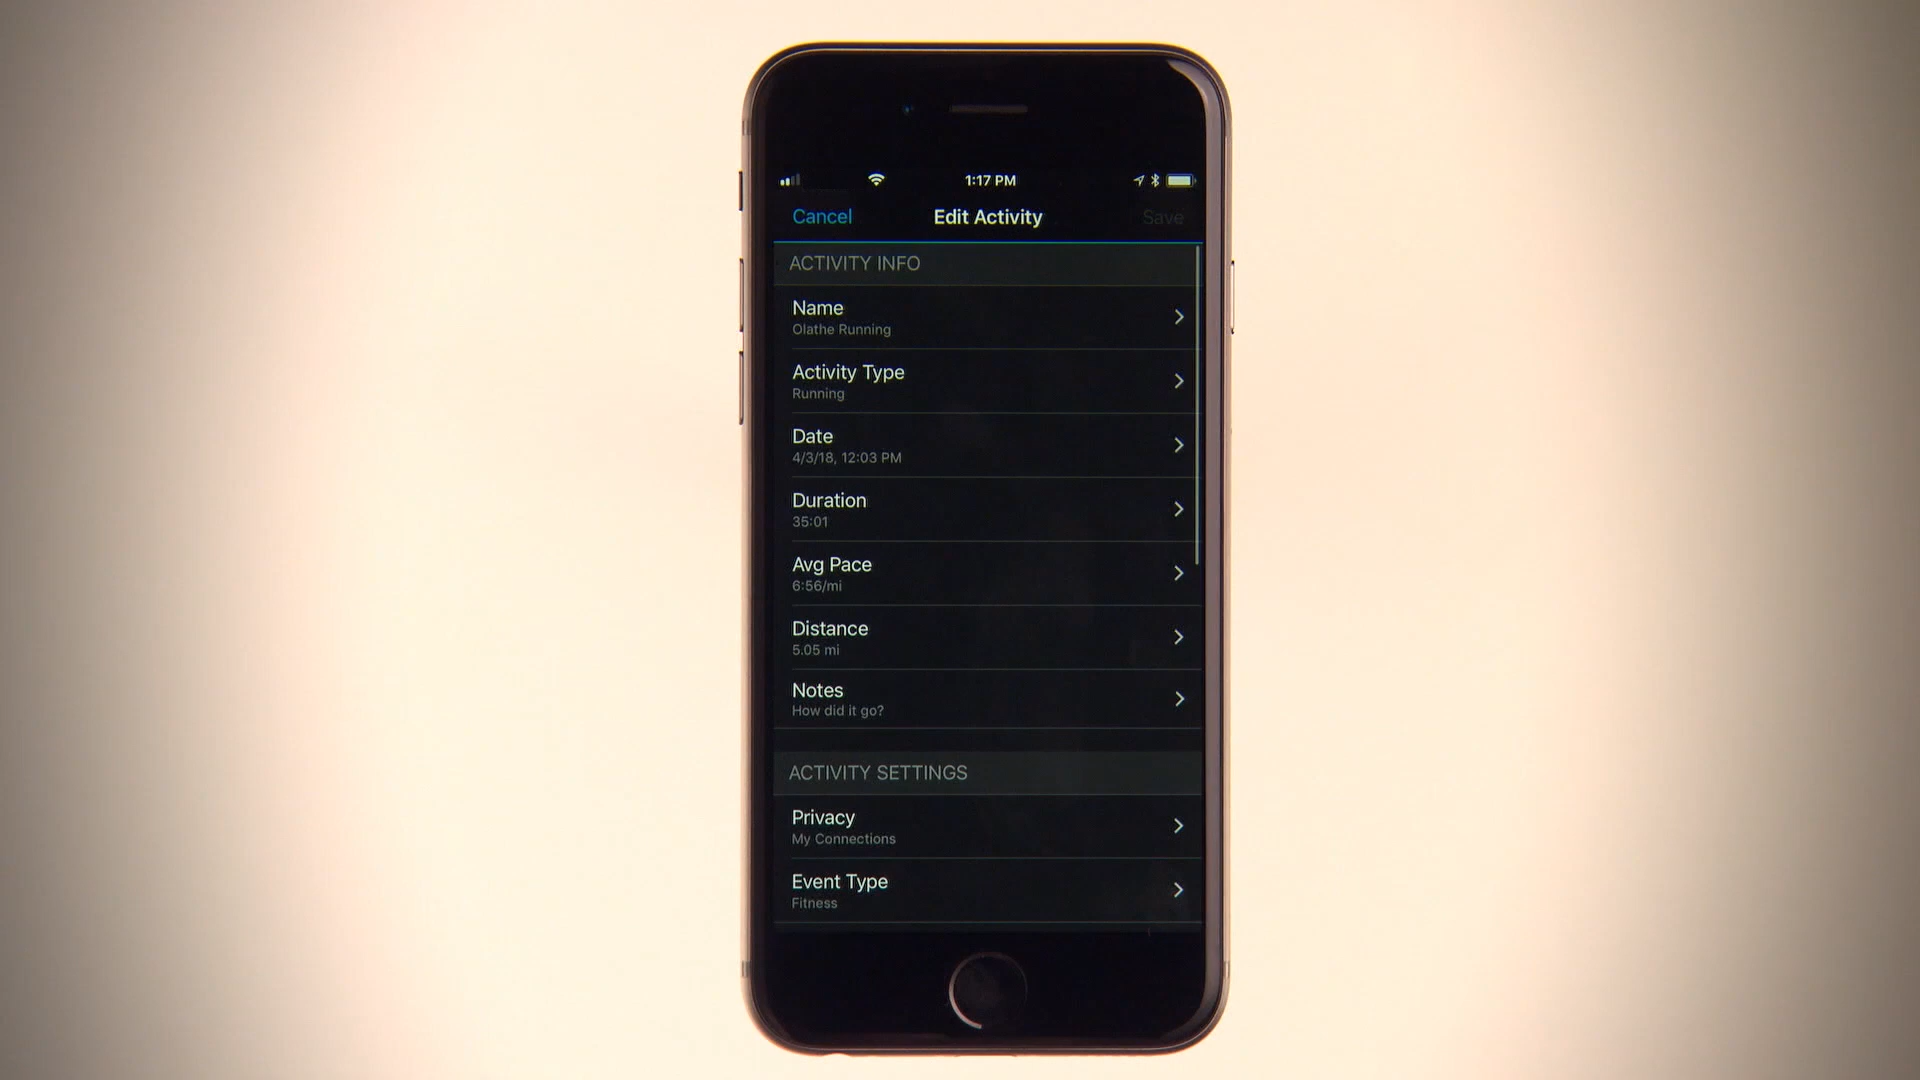 1:17 PM
Cancel
Edit Activity
Save
ACTIVITY INFO
Name
Olathe Running
Activity Type
Running
Date
4/3/18, 12:03 PM
Duration
35:01
Avg Pace
6:56/mi
Distance
5.05 mi
Notes
How did it go?
ACTIVITY SETTINGS
Privacy
My Connections
Event Type
Fitness